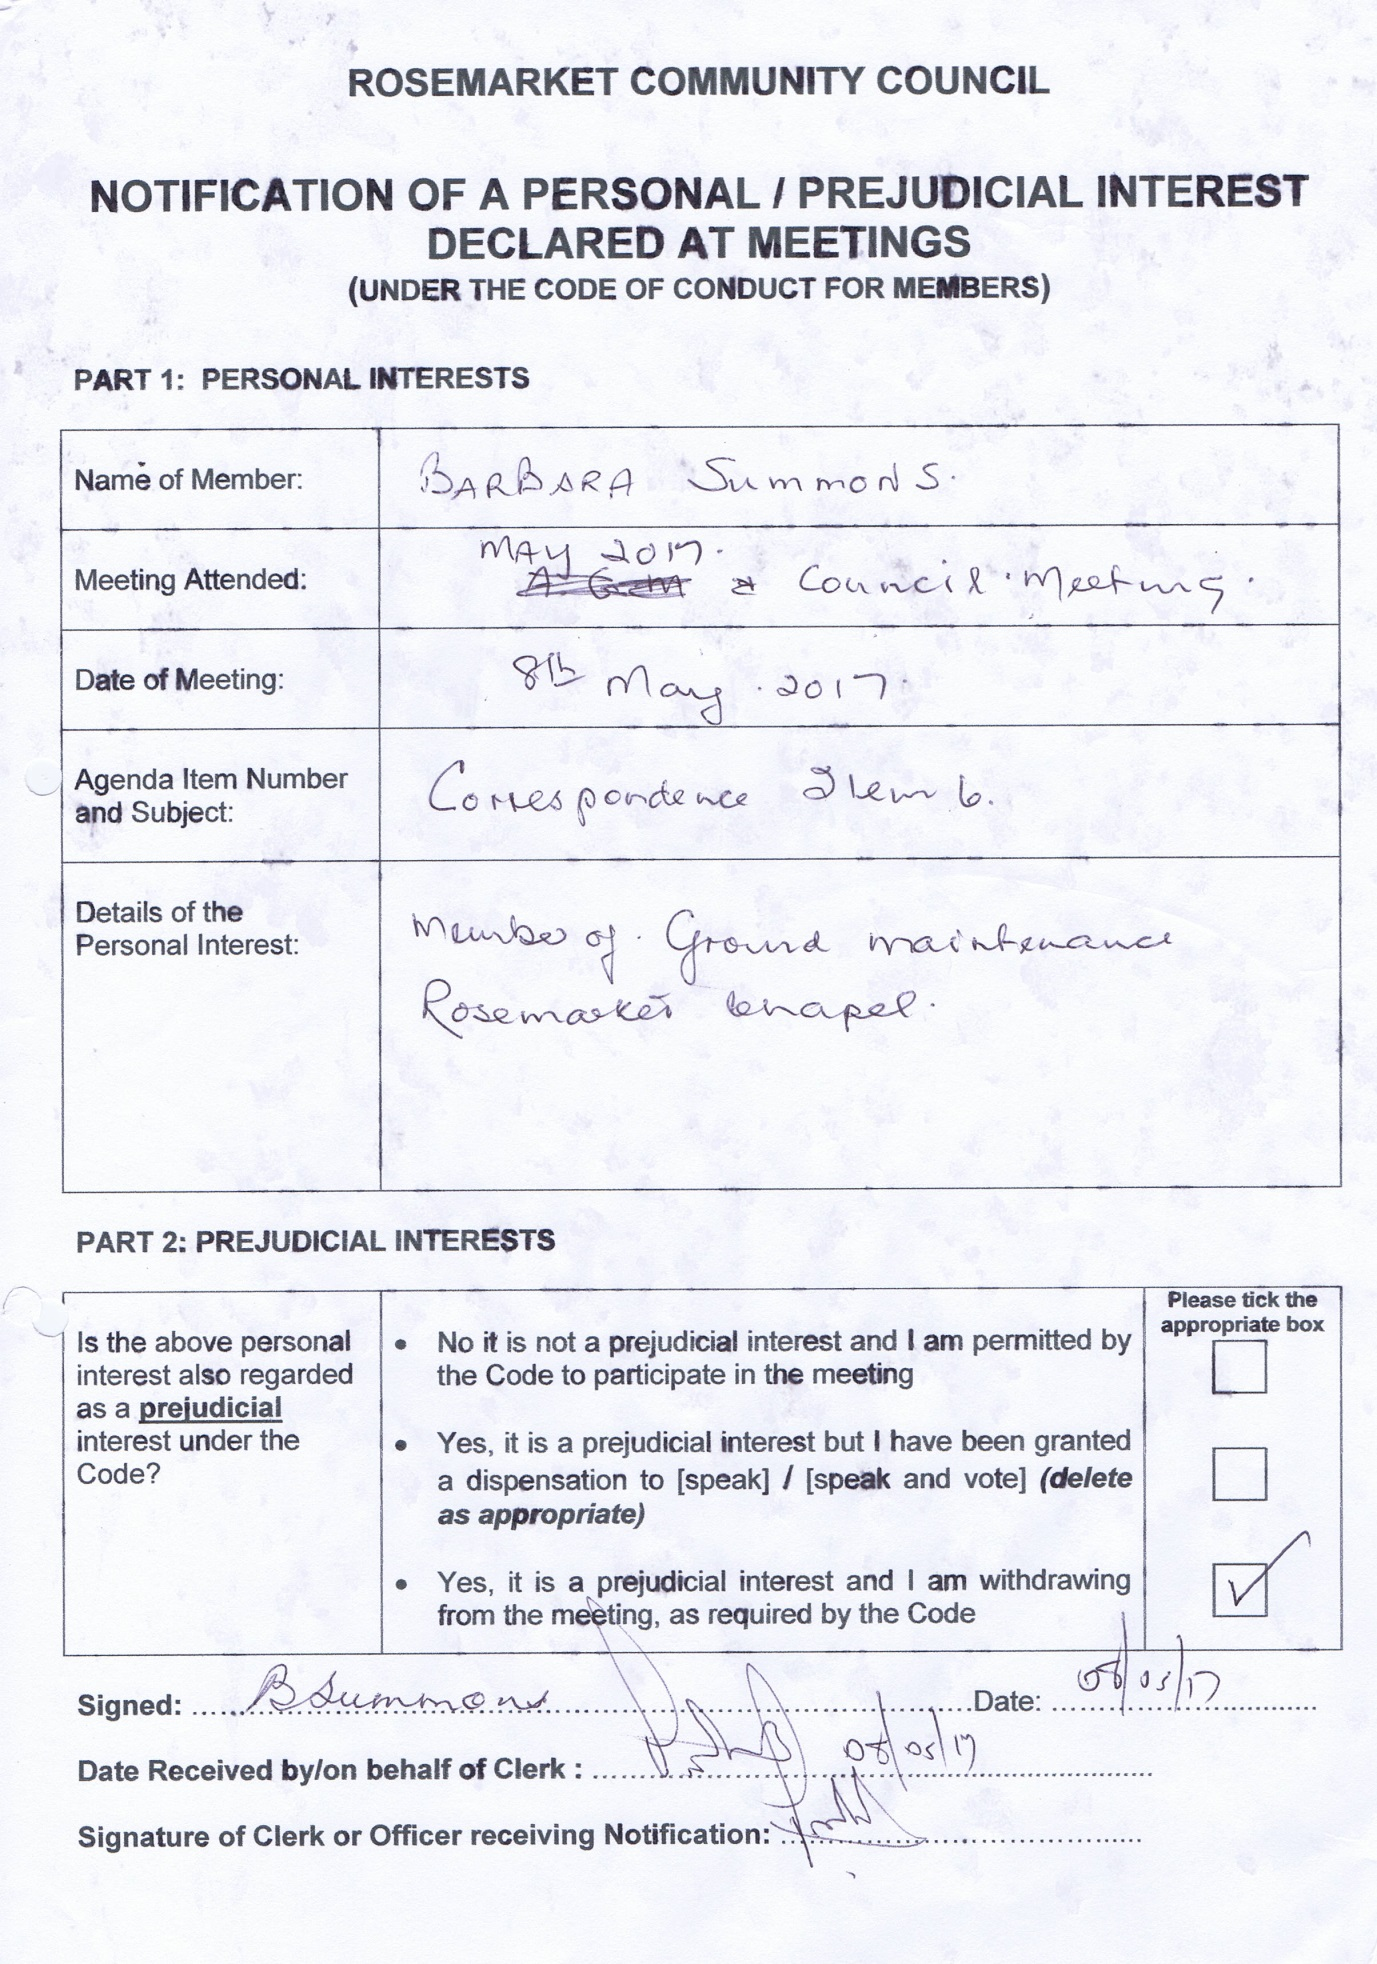 ROSEMARKET COMMUNITY COUNCIL
NOTIFICATION OF A PERSONAL / PREJUDICIAL INTEREST
DECLARED AT MEETINGS
(UNDER THE CODE OF CONDUCT FOR MEMBERS)
PART 1: PERSONAL INTERESTS
Name of Member: BARBARA SUMMONS.
MAY 2017.
Meeting Attended: A.G.M & Council Meeting.
Date of Meeting: 8th May 2017.
Agenda Item Number
and Subject:
Correspondence Item 6.
Details of the
Personal Interest:
Member of Ground maintenance
Rosemarket Chapel.
PART 2: PREJUDICIAL INTERESTS
Please tick the
appropriate box
Is the above personal
interest also regarded
as a prejudicial
interest under the
Code?
• No it is not a prejudicial interest and I am permitted by
the Code to participate in the meeting
• Yes, it is a prejudicial interest but I have been granted
a dispensation to [speak] / [speak and vote] (delete
as appropriate)
• Yes, it is a prejudicial interest and I am withdrawing
from the meeting, as required by the Code
Signed: B Summons Date: 08/05/17
Date Received by/on behalf of Clerk : 08/05/17
Signature of Clerk or Officer receiving Notification: